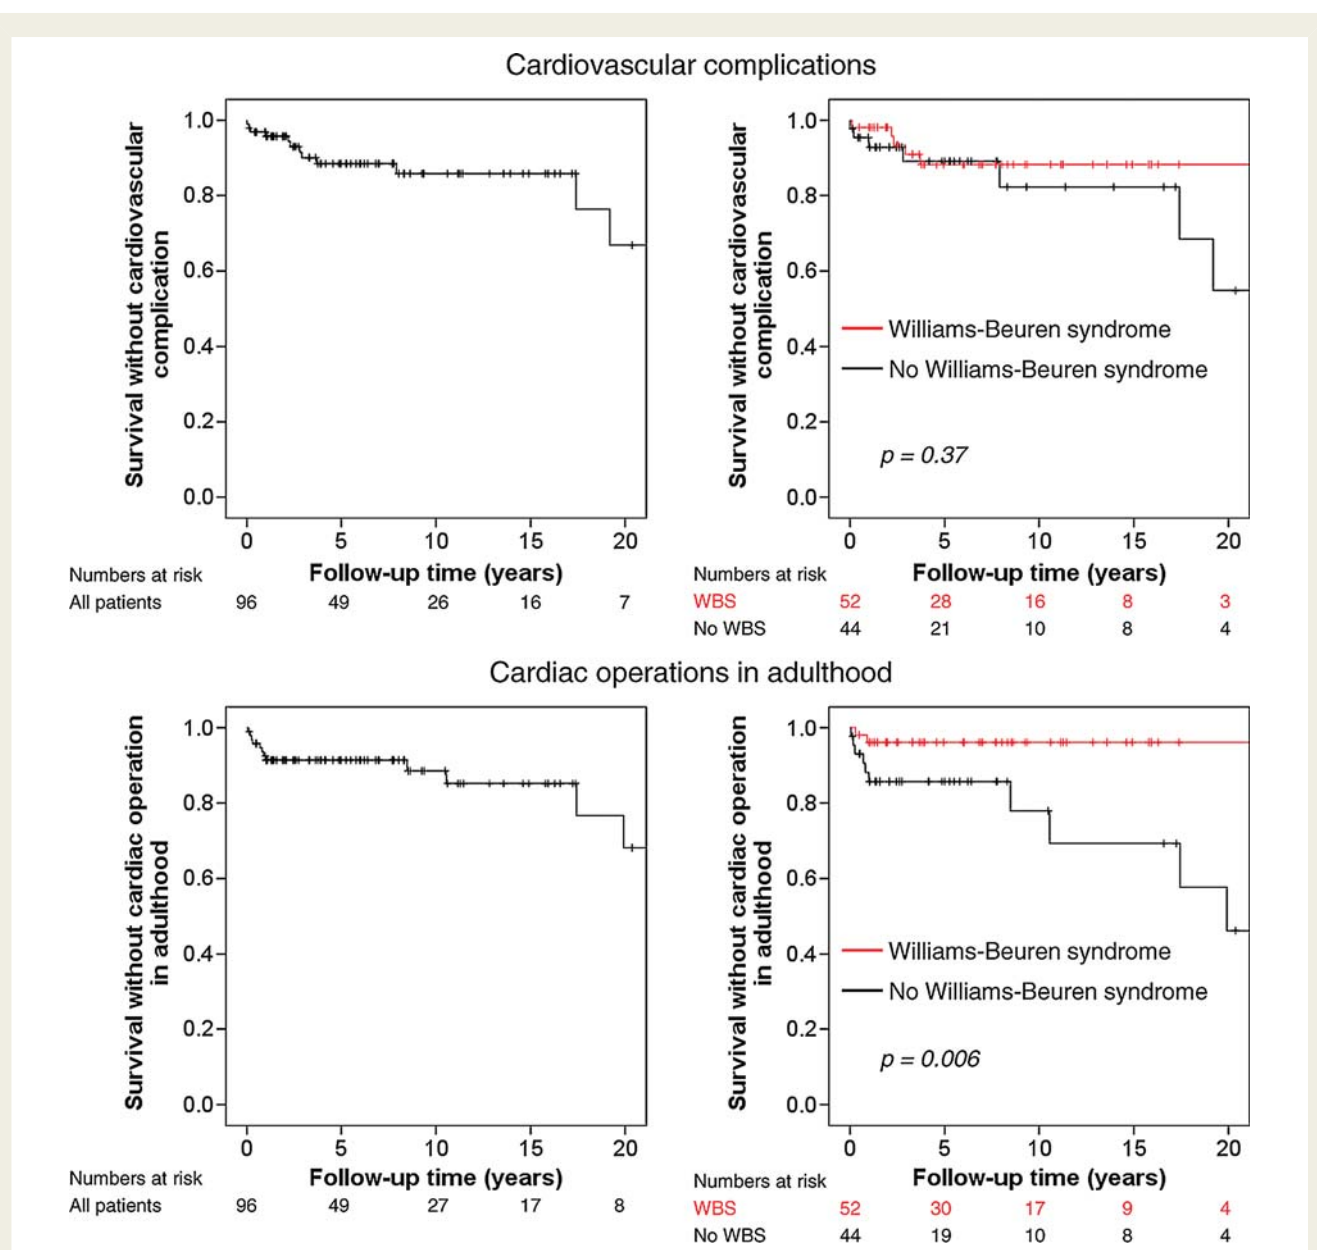 Cardiovascular complications
Survival without cardiovascular
complication
1.0
0.8
0.6
0.4
0.2
0.0
0 5 10 15 20
Follow-up time (years)
Numbers at risk
All patients 96 49 26 16 7
Survival without cardiovascular
complication
1.0
0.8
0.6
0.4
0.2
0.0
Williams-Beuren syndrome
No Williams-Beuren syndrome
p = 0.37
0 5 10 15 20
Follow-up time (years)
Numbers at risk
WBS 52 28 16 8 3
No WBS 44 21 10 8 4
Cardiac operations in adulthood
Survival without cardiac operation
in adulthood
1.0
0.8
0.6
0.4
0.2
0.0
0 5 10 15 20
Follow-up time (years)
Numbers at risk
All patients 96 49 27 17 8
Survival without cardiac operation
in adulthood
1.0
0.8
0.6
0.4
0.2
0.0
Williams-Beuren syndrome
No Williams-Beuren syndrome
p = 0.006
0 5 10 15 20
Follow-up time (years)
Numbers at risk
WBS 52 30 17 9 4
No WBS 44 19 10 8 4